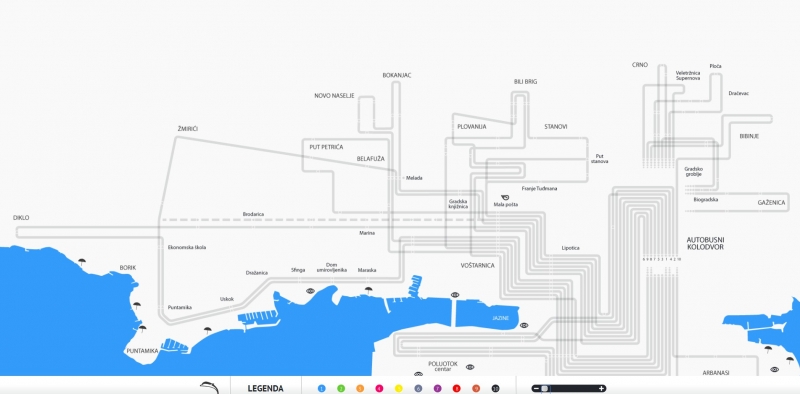 CRNO
Ploča
Veletržnica
Supernova
BOKANJAC
BILI BRIG
NOVO NASELJE
Dračevac
ŽMIRIĆI
PLOVANIJA
STANOVI
BIBINJE
PUT PETRICA
BELAFUŽA
Put
stanova
Gradsko
groblje
Melada
Franje Tuđmana
Gradska
knjižnica
Mala pošta
Biogradska
GAŽENICA
DIKLO
Brodarica
Marina
Ekonomska škola
Lipotica
AUTOBUSNI
KOLODVOR
BORIK
Dražanica
Sfinga
Dom
umirovljenika
Maraska
VOŠTARNICA
Uskok
Puntamika
JAZINE
PUNTAMIKA
POLUOTOK
centar
ARBANASI
LEGENDA
1 2 3 4 5 6 7 8 9 10
- +